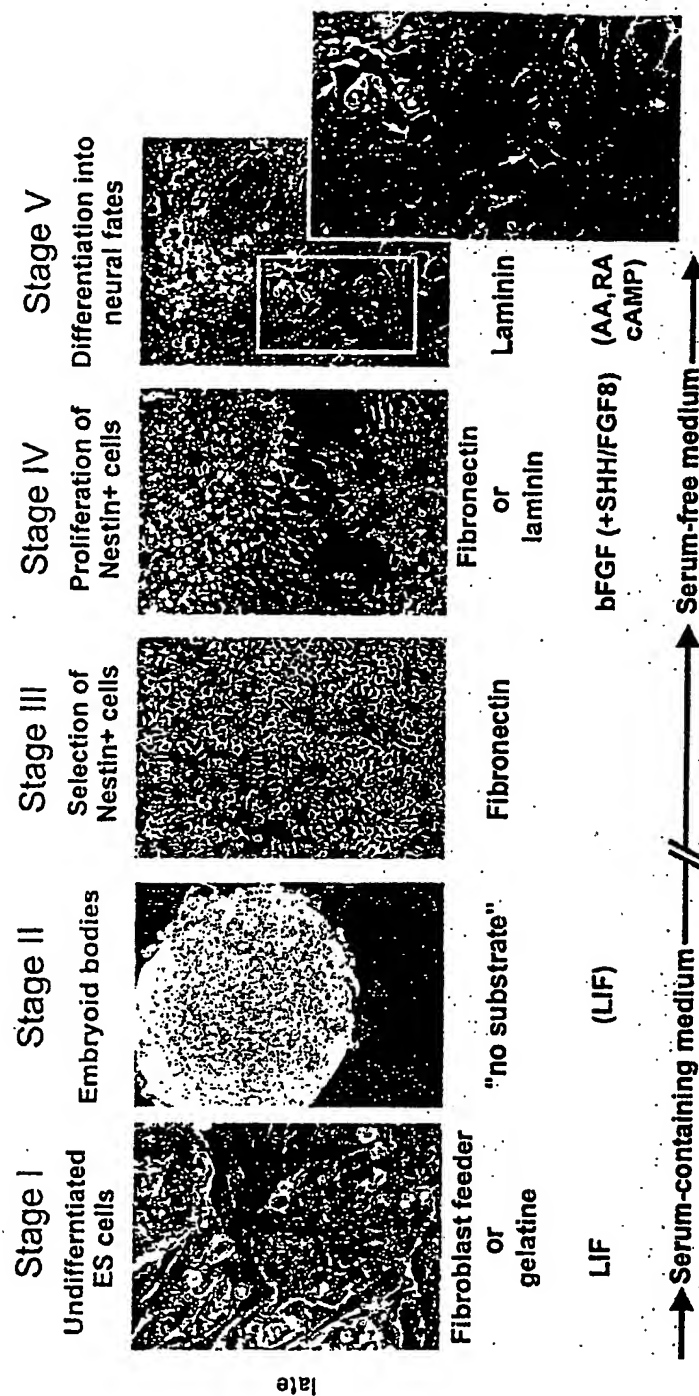 Stage I
Undifferntiated
ES cells
Fibroblast feeder
or
gelatine
LIF
Stage II
Embryoid bodies
"no substrate"
(LIF)
Stage III
Selection of
Nestin+ cells
Fibronectin
Stage IV
Proliferation of
Nestin+ cells
Fibronectin
or
laminin
bFGF (+SHH/FGF8)
Stage V
Differentiation into
neural fates
Laminin
(AA,RA
cAMP)
Serum-containing medium
Serum-free medium
late